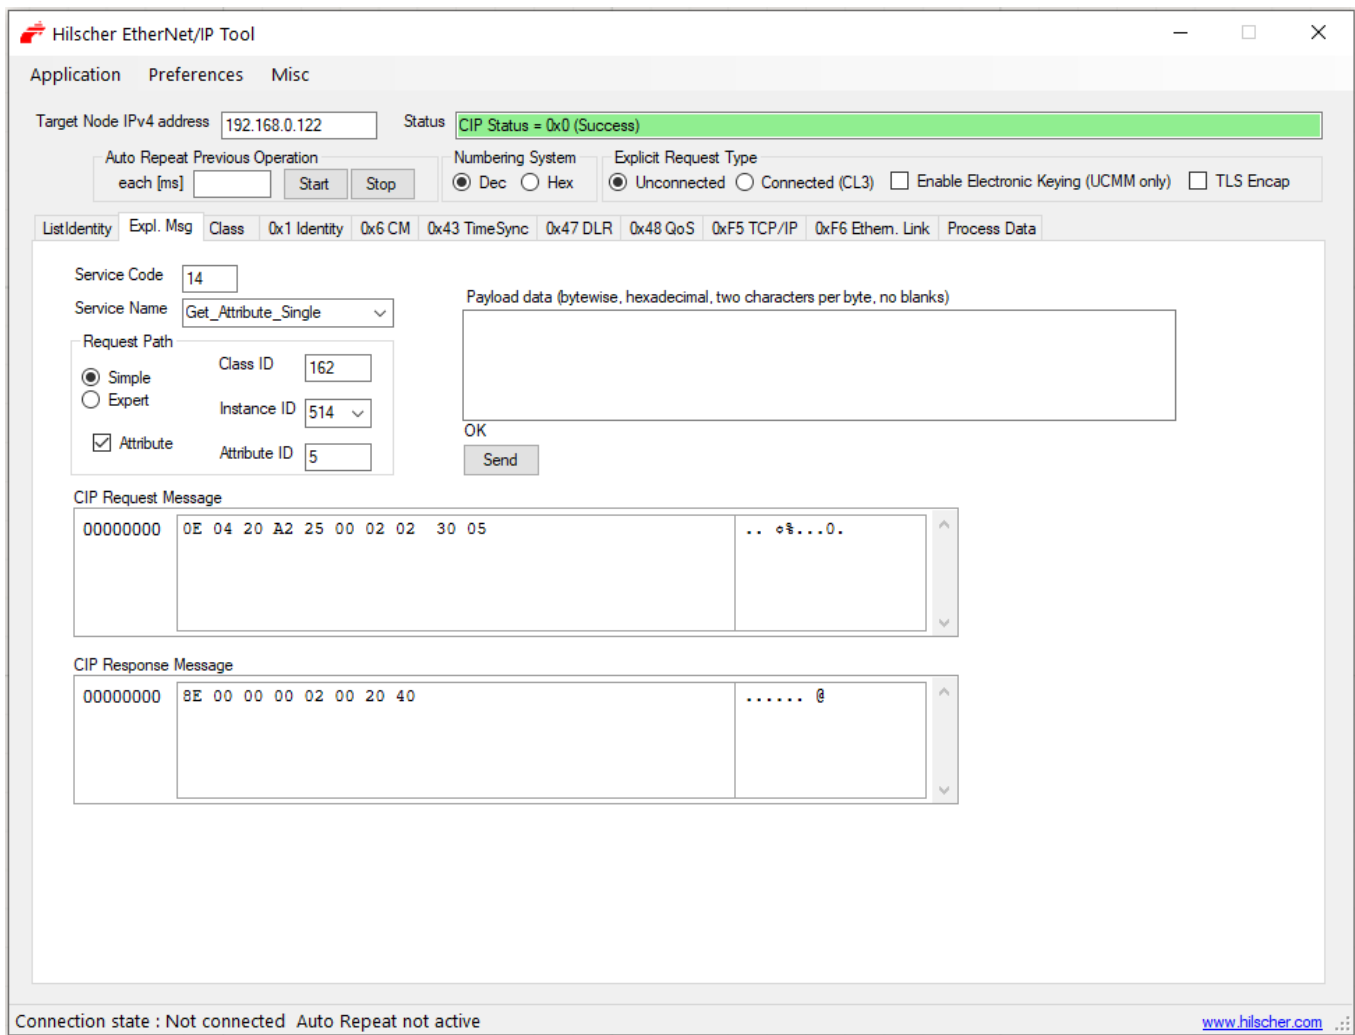 Hilscher EtherNet/IP Tool
Application Preferences Misc
Target Node IPv4 address 192.168.0.122 Status CIP Status = 0x0 (Success)
Auto Repeat Previous Operation Numbering System Explicit Request Type
each [ms] Start Stop Dec Hex Unconnected Connected (CL3) Enable Electronic Keying (UCMM only) TLS Encap
ListIdentity Expl. Msg Class 0x1 Identity 0x6 CM 0x43 TimeSync 0x47 DLR 0x48 QoS 0xF5 TCP/IP 0xF6 Ethern. Link Process Data
Service Code 14
Service Name Get_Attribute_Single
Payload data (bytewise, hexadecimal, two characters per byte, no blanks)
Request Path
Class ID 162
Simple
Expert
Instance ID 514
Attribute
Attribute ID 5
OK
Send
CIP Request Message
00000000 0E 04 20 A2 25 00 02 02 30 05 .. ¢%...0.
CIP Response Message
00000000 8E 00 00 00 02 00 20 40 ...... @
Connection state : Not connected Auto Repeat not active www.hilscher.com